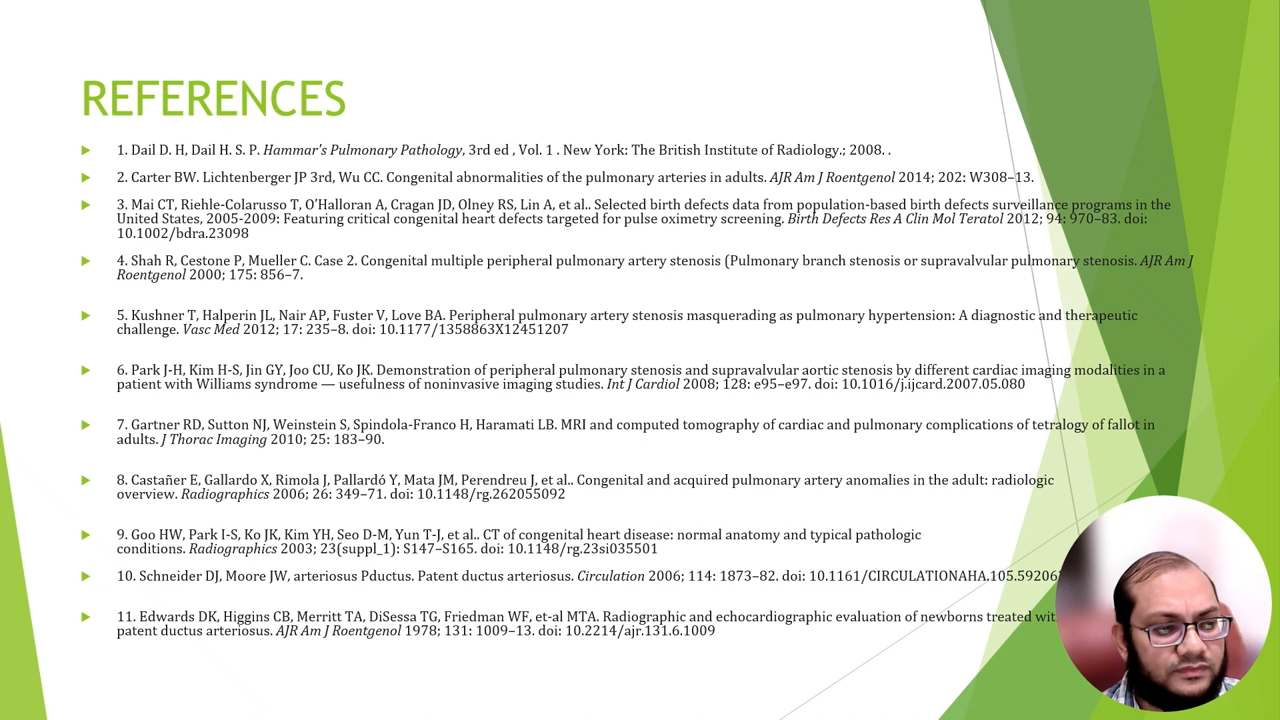 REFERENCES
1. Dail D. H, Dail H. S. P. Hammar's Pulmonary Pathology, 3rd ed , Vol. 1 . New York: The British Institute of Radiology.; 2008. .
2. Carter BW. Lichtenberger JP 3rd, Wu CC. Congenital abnormalities of the pulmonary arteries in adults. AJR Am J Roentgenol 2014; 202: W308–13.
3. Mai CT, Riehle-Colarusso T, O'Halloran A, Cragan JD, Olney RS, Lin A, et al.. Selected birth defects data from population-based birth defects surveillance programs in the
United States, 2005-2009: Featuring critical congenital heart defects targeted for pulse oximetry screening. Birth Defects Res A Clin Mol Teratol 2012; 94: 970–83. doi:
10.1002/bdra.23098
4. Shah R, Cestone P, Mueller C. Case 2. Congenital multiple peripheral pulmonary artery stenosis (Pulmonary branch stenosis or supravalvular pulmonary stenosis. AJR Am J
Roentgenol 2000; 175: 856–7.
5. Kushner T, Halperin JL, Nair AP, Fuster V, Love BA. Peripheral pulmonary artery stenosis masquerading as pulmonary hypertension: A diagnostic and therapeutic
challenge. Vasc Med 2012; 17: 235–8. doi: 10.1177/1358863X12451207
6. Park J-H, Kim H-S, Jin GY, Joo CU, Ko JK. Demonstration of peripheral pulmonary stenosis and supravalvular aortic stenosis by different cardiac imaging modalities in a
patient with Williams syndrome — usefulness of noninvasive imaging studies. Int J Cardiol 2008; 128: e95–e97. doi: 10.1016/j.ijcard.2007.05.080
7. Gartner RD, Sutton NJ, Weinstein S, Spindola-Franco H, Haramati LB. MRI and computed tomography of cardiac and pulmonary complications of tetralogy of fallot in
adults. J Thorac Imaging 2010; 25: 183–90.
8. Castañer E, Gallardo X, Rimola J, Pallardó Y, Mata JM, Perendreu J, et al.. Congenital and acquired pulmonary artery anomalies in the adult: radiologic
overview. Radiographics 2006; 26: 349–71. doi: 10.1148/rg.262055092
9. Goo HW, Park I-S, Ko JK, Kim YH, Seo D-M, Yun T-J, et al.. CT of congenital heart disease: normal anatomy and typical pathologic
conditions. Radiographics 2003; 23(suppl_1): S147–S165. doi: 10.1148/rg.23si035501
10. Schneider DJ, Moore JW, arteriosus Pductus. Patent ductus arteriosus. Circulation 2006; 114: 1873–82. doi:
11. Edwards DK, Higgins CB, Merritt TA, DiSessa TG, Friedman WF, et-al MTA. Radiographic and echocardiographic evaluation of newborns treated
patent ductus arteriosus. AJR Am J Roentgenol 1978; 131: 1009–13. doi: 10.2214/ajr.131.6.1009